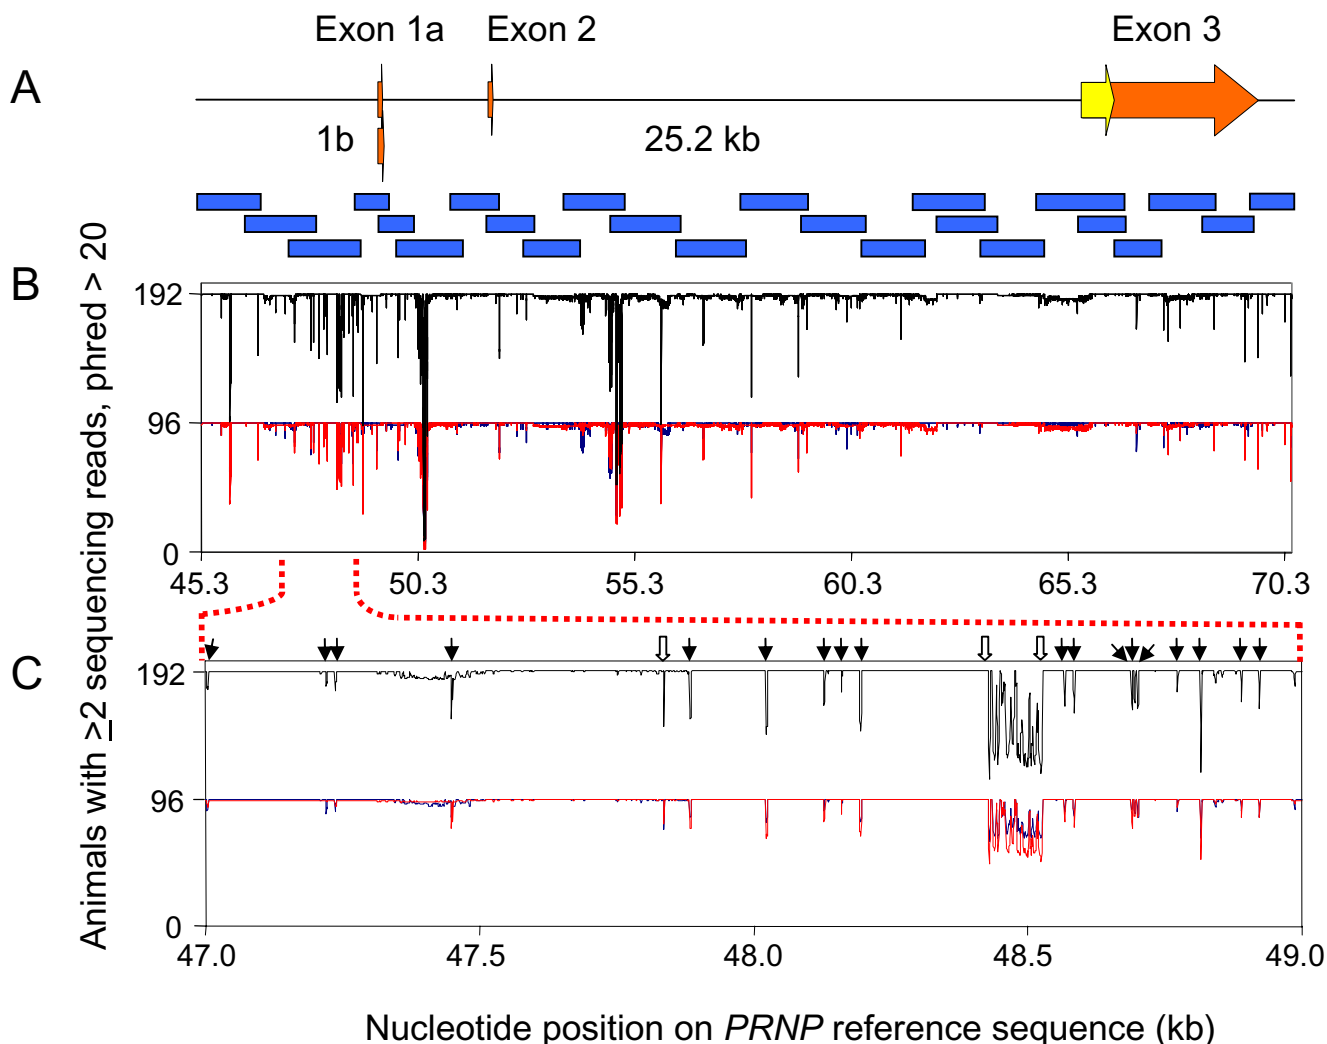 Exon 1a Exon 2 Exon 3
A
1b 25.2 kb
B
Animals with >2 sequencing reads, phred > 20
192
96
0
45.3 50.3 55.3 60.3 65.3 70.3
C
192
96
0
47.0 47.5 48.0 48.5 49.0
Nucleotide position on PRNP reference sequence (kb)